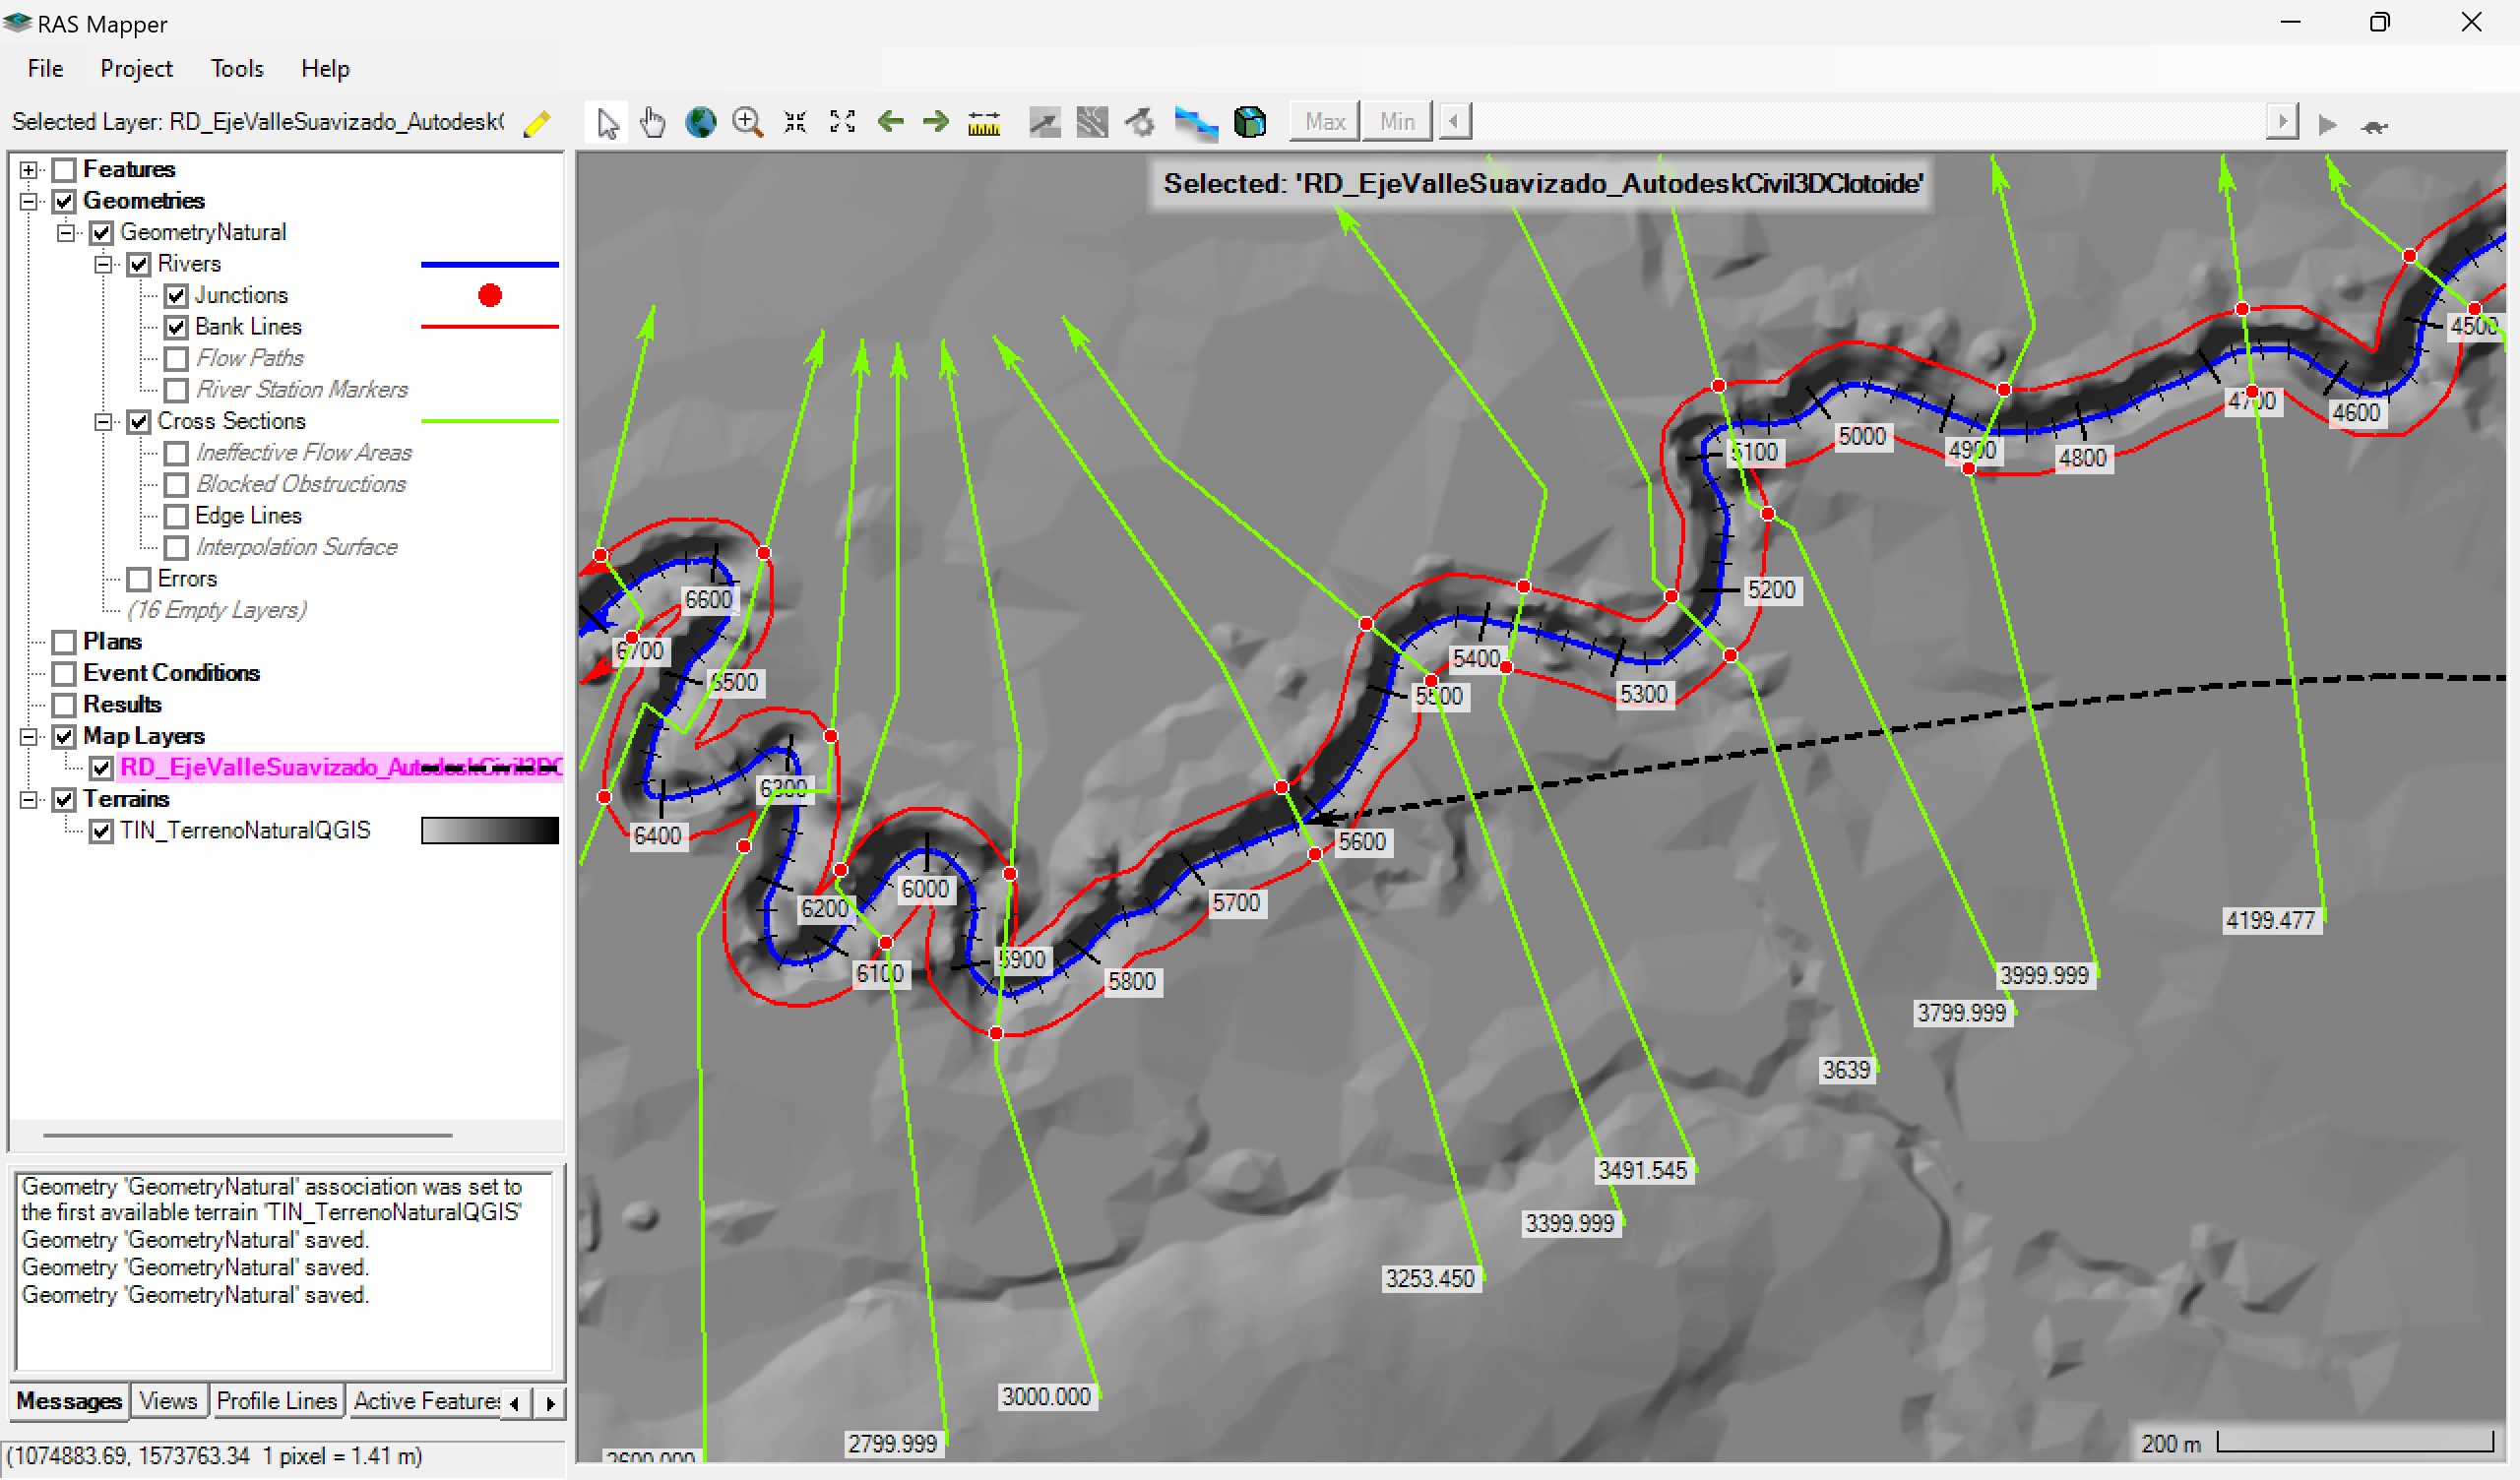 RAS Mapper
File Project Tools Help
Selected Layer: RD_EjeValleSuavizado_Autodesk
Max Min
Features
Geometries
GeometryNatural
Rivers
Junctions
Bank Lines
Flow Paths
River Station Markers
Cross Sections
Ineffective Flow Areas
Blocked Obstructions
Edge Lines
Interpolation Surface
Errors
(16 Empty Layers)
Plans
Event Conditions
Results
Map Layers
RD_EjeValleSuavizado_AutodeskCivil3DC
Terrains
TIN_TerrenoNaturalQGIS
Geometry 'GeometryNatural' association was set to
the first available terrain 'TIN_TerrenoNaturalQGIS'
Geometry 'GeometryNatural' saved.
Geometry 'GeometryNatural' saved.
Geometry 'GeometryNatural' saved.
Messages Views Profile Lines Active Features
(1074883.69, 1573763.34 1 pixel = 1.41 m)
Selected: 'RD_EjeValleSuavizado_AutodeskCivil3DClotoide'
4500
4700
4600
5000
5100
4900
4800
5200
6600
6700
5400
6500
5500
5300
6300
6400
5600
6000
6200
5700
4199.477
5900
6100
5800
3999.999
3799.999
3639
3491.545
3399.999
3253.450
3000.000
2799.999
2600.000
200 m